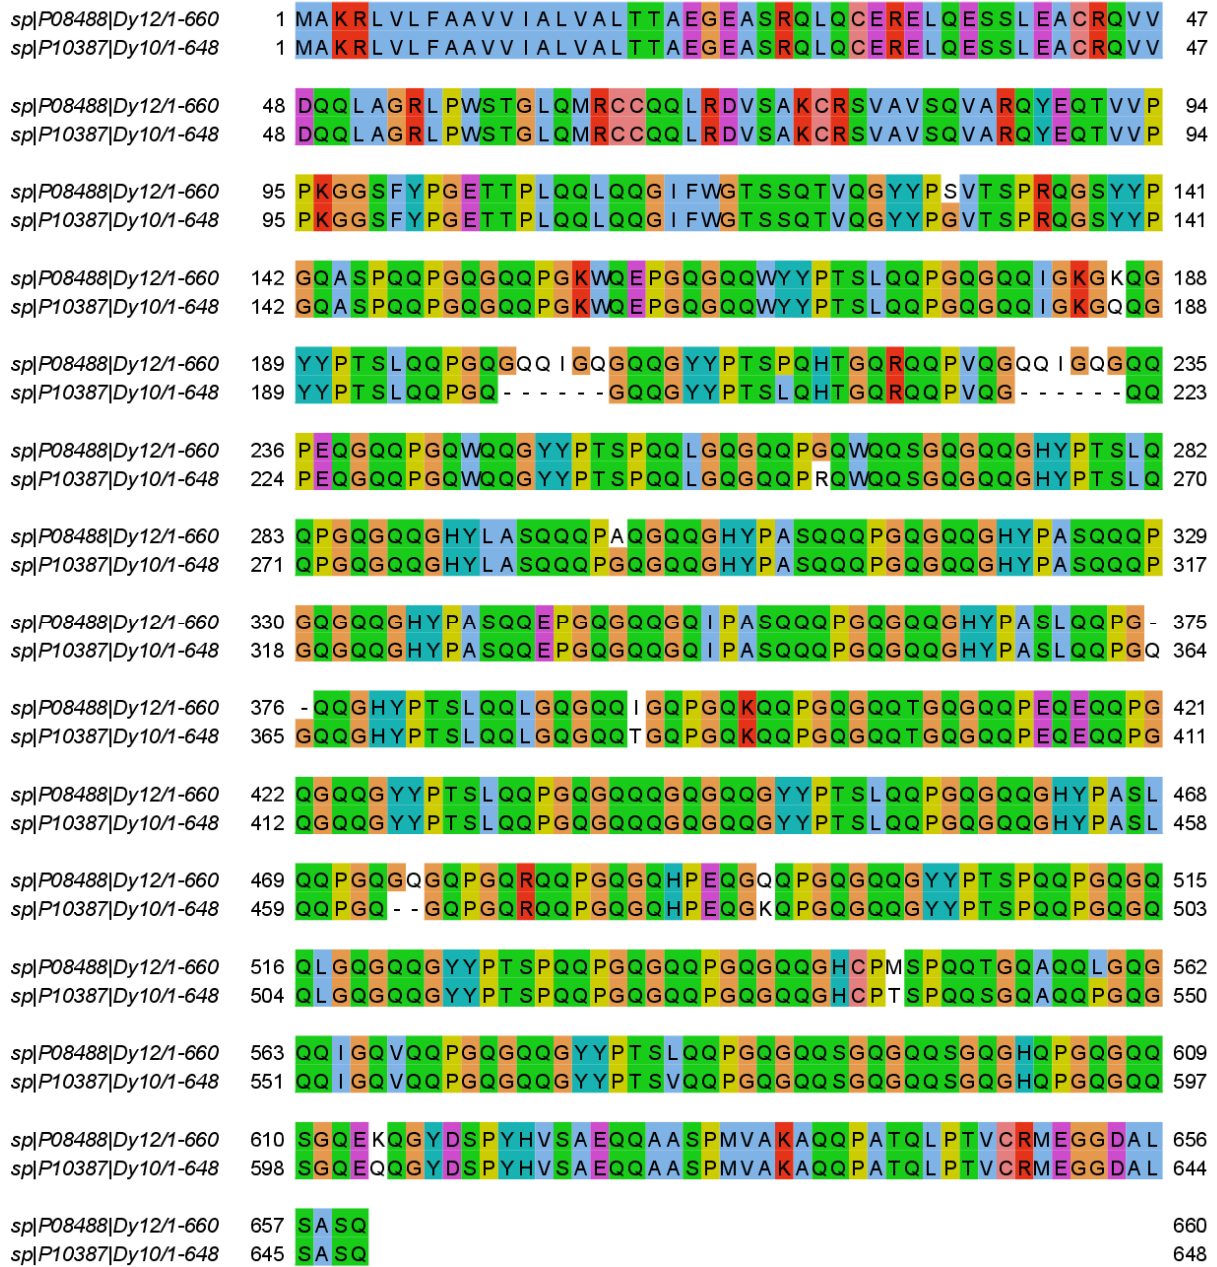 sp|P08488|Dy12/1-660 1 MAKRLVLFAAVVIALVALTTAEGEASRQLQCERELQESSLEACRQVV 47
sp|P10387|Dy10/1-648 1 MAKRLVLFAAVVIALVALTTAEGEASRQLQCERELQESSLEACRQVV 47
sp|P08488|Dy12/1-660 48 DQQLAGRLPWSTGLQMRCCQQLRDVSAKCRSVAVSQVARQYEQTVVP 94
sp|P10387|Dy10/1-648 48 DQQLAGRLPWSTGLQMRCCQQLRDVSAKCRSVAVSQVARQYEQTVVP 94
sp|P08488|Dy12/1-660 95 PKGGSFYPGETTPLQQLQQGIFWGTSSQTVQGYYPSVTSPRQGSYYP 141
sp|P10387|Dy10/1-648 95 PKGGSFYPGETTPLQQLQQGIFWGTSSQTVQGYYPGVTSPRQGSYYP 141
sp|P08488|Dy12/1-660 142 GQASPQQPGQGQQPGKWQEPGQGQQWYYPTSLQQPGQGQQIGKGKQG 188
sp|P10387|Dy10/1-648 142 GQASPQQPGQGQQPGKWQEPGQGQQWYYPTSLQQPGQGQQIGKGQQG 188
sp|P08488|Dy12/1-660 189 YYPTSLQQPGQGQQIGQGQQGYYPTSPQHTGQRQQPVQGQQIGQGQQ 235
sp|P10387|Dy10/1-648 189 YYPTSLQQPGQ------GQQGYYPTSLQHTGQRQQPVQG------QQ 223
sp|P08488|Dy12/1-660 236 PEQGQQPGQWQQGYYPTSPQQLGQGQQPGQWQQSGQGQQGHYPTSLQ 282
sp|P10387|Dy10/1-648 224 PEQGQQPGQWQQGYYPTSPQQLGQGQQPRQWQQSGQGQQGHYPTSLQ 270
sp|P08488|Dy12/1-660 283 QPGQGQQGHYLASQQQPAQGQQGHYPASQQQPGQGQQGHYPASQQQP 329
sp|P10387|Dy10/1-648 271 QPGQGQQGHYLASQQQPGQGQQGHYPASQQQPGQGQQGHYPASQQQP 317
sp|P08488|Dy12/1-660 330 GQGQQGHYPASQQEPGQGQQGQIPASQQQPGQGQQGHYPASLQQPG- 375
sp|P10387|Dy10/1-648 318 GQGQQGHYPASQQEPGQGQQGQIPASQQQPGQGQQGHYPASLQQPGQ 364
sp|P08488|Dy12/1-660 376 -QQGHYPTSLQQLGQGQQIGQPGQKQQPGQGQQTGQGQQPEQEQQPG 421
sp|P10387|Dy10/1-648 365 GQQGHYPTSLQQLGQGQQTGQPGQKQQPGQGQQTGQGQQPEQEQQPG 411
sp|P08488|Dy12/1-660 422 QGQQGYYPTSLQQPGQGQQQGQGQQGYYPTSLQQPGQGQQGHYPASL 468
sp|P10387|Dy10/1-648 412 QGQQGYYPTSLQQPGQGQQQGQGQQGYYPTSLQQPGQGQQGHYPASL 458
sp|P08488|Dy12/1-660 469 QQPGQGQGQPGQRQQPGQGQHPEQGQQPGQGQQGYYPTSPQQPGQGQ 515
sp|P10387|Dy10/1-648 459 QQPGQ--GQPGQRQQPGQGQHPEQGKQPGQGQQGYYPTSPQQPGQGQ 503
sp|P08488|Dy12/1-660 516 QLGQGQQGYYPTSPQQPGQGQQPGQGQQGHCPMSPQQTGQAQQLGQG 562
sp|P10387|Dy10/1-648 504 QLGQGQQGYYPTSPQQPGQGQQPGQGQQGHCPTSPQQSGQAQQPGQG 550
sp|P08488|Dy12/1-660 563 QQIGQVQQPGQGQQGYYPTSLQQPGQGQQSGQGQQSGQGHQPGQGQQ 609
sp|P10387|Dy10/1-648 551 QQIGQVQQPGQGQQGYYPTSVQQPGQGQQSGQGQQSGQGHQPGQGQQ 597
sp|P08488|Dy12/1-660 610 SGQEKQGYDSPYHVSAEQQAASPMVAKAQQPATQLPTVCRMEGGDAL 656
sp|P10387|Dy10/1-648 598 SGQEQQGYDSPYHVSAEQQAASPMVAKAQQPATQLPTVCRMEGGDAL 644
sp|P08488|Dy12/1-660 657 SASQ 660
sp|P10387|Dy10/1-648 645 SASQ 648